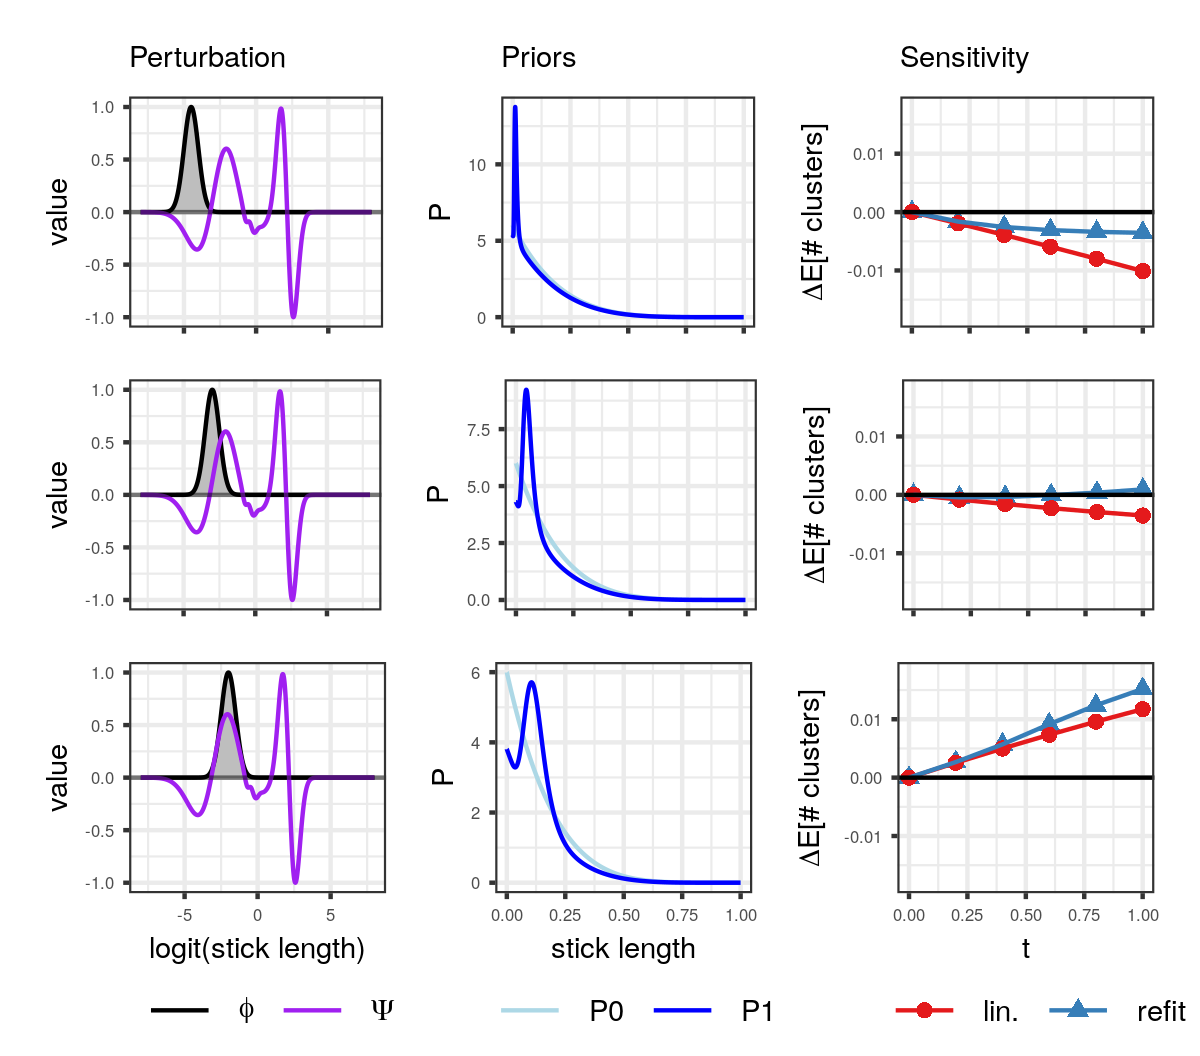 Perturbation Priors Sensitivity
value
1.0
0.5
0.0
-0.5
-1.0
P
10
5
0
ΔE[# clusters]
0.01
0.00
-0.01
value
1.0
0.5
0.0
-0.5
-1.0
P
7.5
5.0
2.5
0.0
ΔE[# clusters]
0.01
0.00
-0.01
value
1.0
0.5
0.0
-0.5
-1.0
-5 0 5
logit(stick length)
P
6
4
2
0
0.00 0.25 0.50 0.75 1.00
stick length
ΔE[# clusters]
0.01
0.00
-0.01
0.00 0.25 0.50 0.75 1.00
t
ϕ Ψ P0 P1 lin. refit